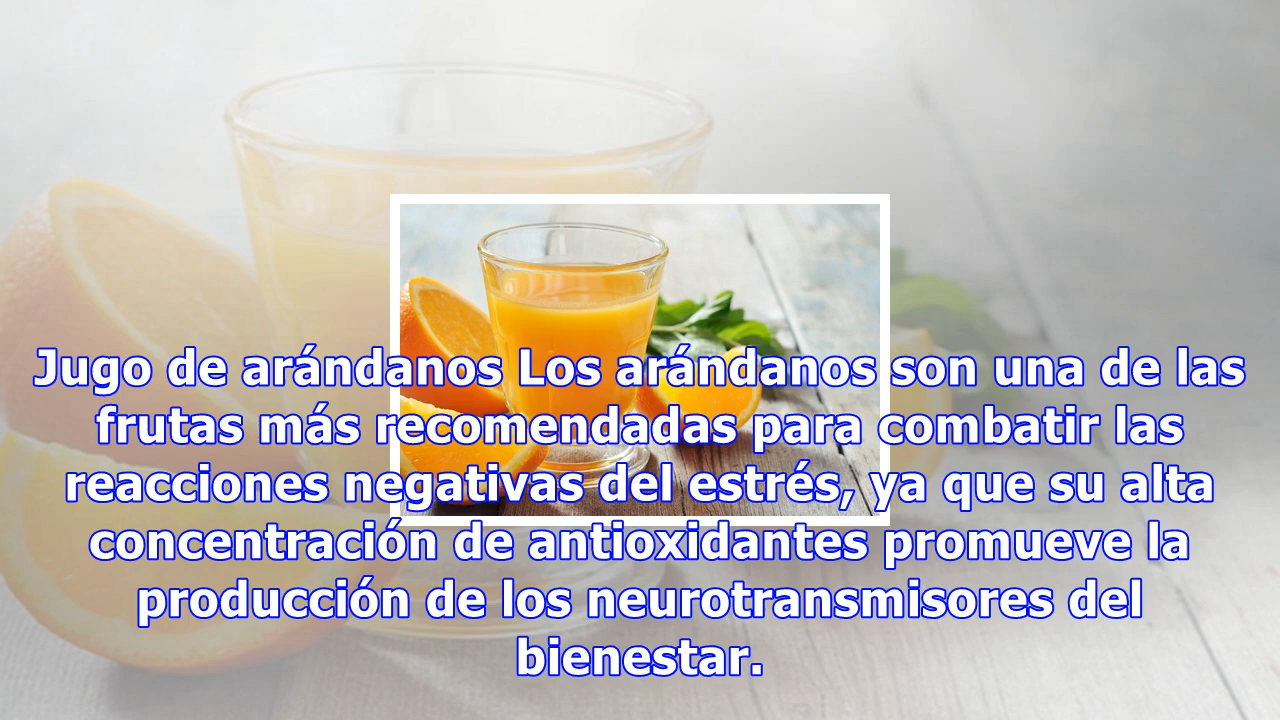 Jugo de arándanos Los arándanos son una de las
frutas más recomendadas para combatir las
reacciones negativas del estrés, ya que su alta
concentración de antioxidantes promueve la
producción de los neurotransmisores del
bienestar.